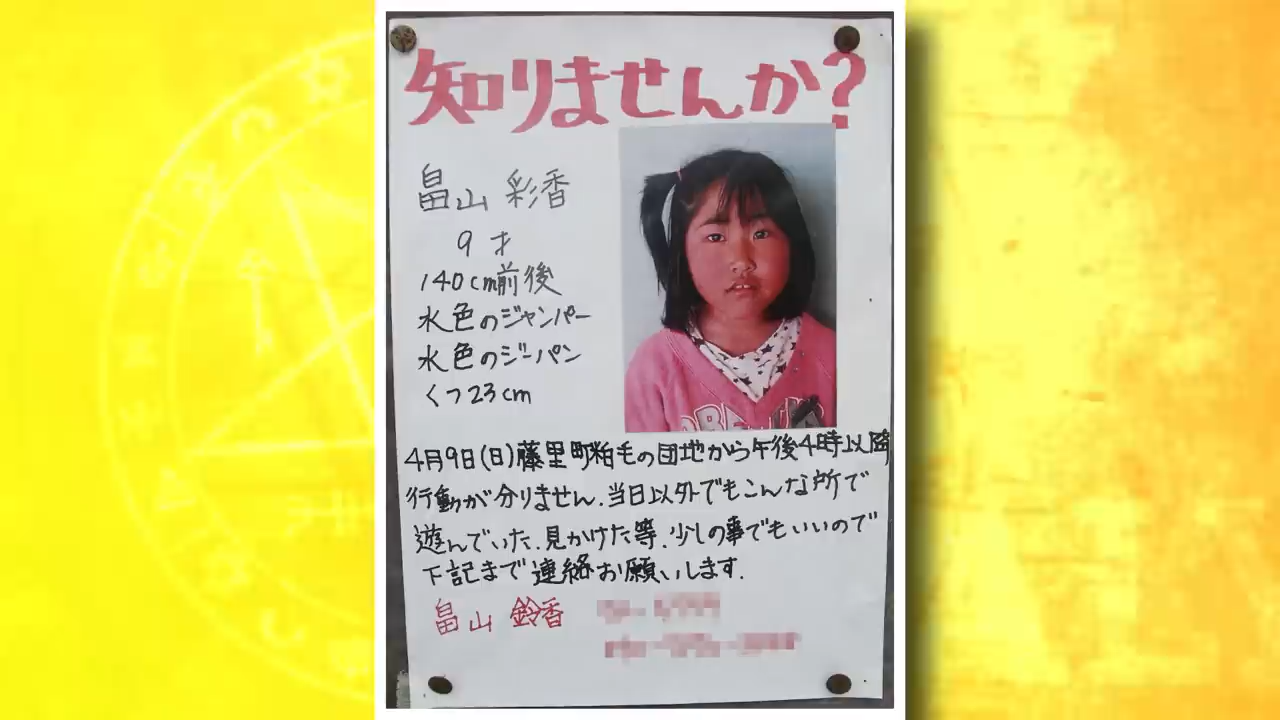 知りませんか?
畠山 彩香
9才
140cm前後
水色のジャンパー
水色のジーパン
くつ23cm
4月9日(日)藤里町粕毛の団地から午後4時以降
行動が分りません.当日以外でもこんな所で
遊んでいた.見かけた等.少しの事でもいいので
下記まで連絡お願いします.
畠山 鈴香